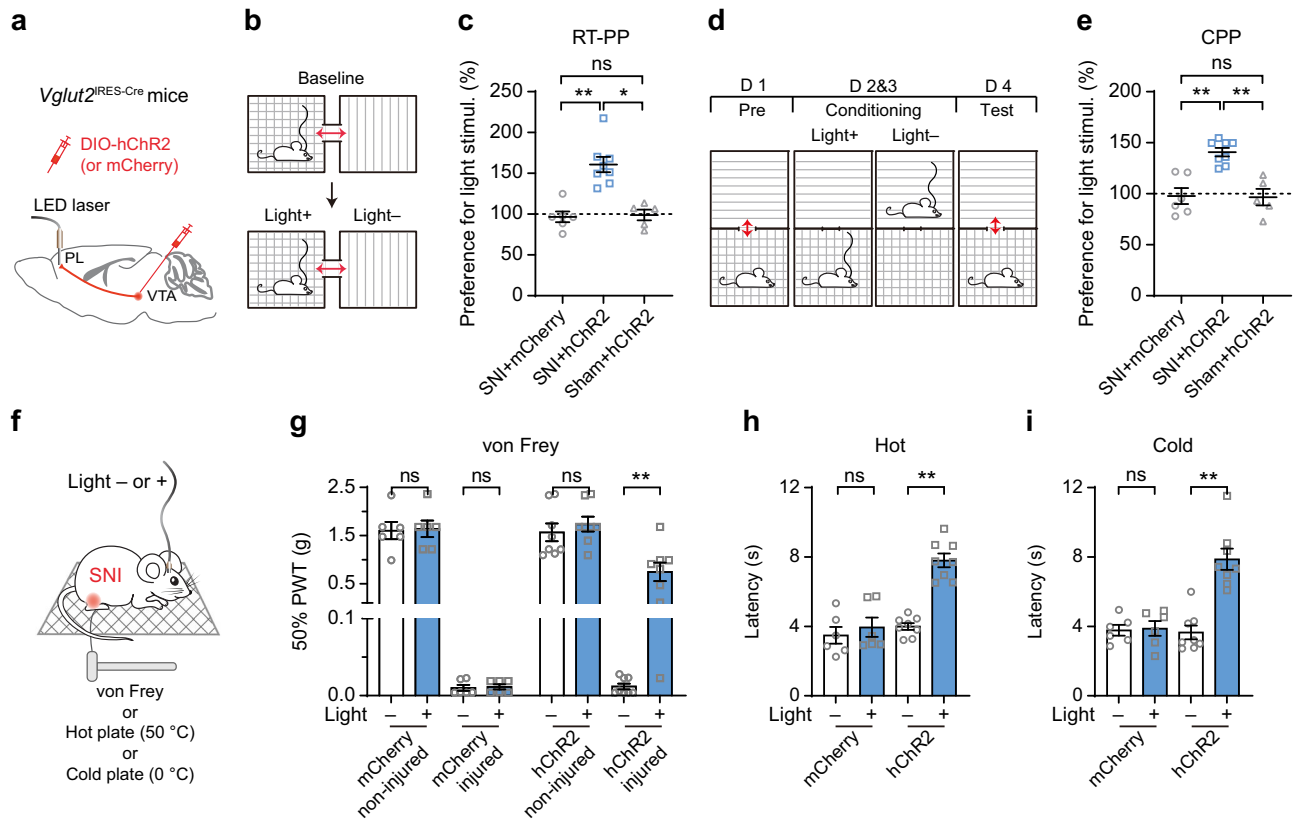 a
Vglut2IRES-Cre mice
DIO-hChR2
(or mCherry)
LED laser
PL
VTA
b
Baseline
Light+
Light–
c
RT-PP
Preference for light stimul. (%)
250
200
150
100
50
0
ns
**
*
SNI+mCherry
SNI+hChR2
Sham+hChR2
d
D 1
D 2&3
D 4
Pre
Conditioning
Test
Light+
Light–
e
CPP
Preference for light stimul. (%)
200
150
100
50
0
ns
**
**
SNI+mCherry
SNI+hChR2
Sham+hChR2
f
Light – or +
SNI
von Frey
or
Hot plate (50 °C)
or
Cold plate (0 °C)
g
von Frey
50% PWT (g)
2.5
1.5
0.5
0.1
0.0
ns
ns
ns
**
Light
–
+
–
+
–
+
–
+
mCherry
non-injured
mCherry
injured
hChR2
non-injured
hChR2
injured
h
Hot
Latency (s)
12
8
4
0
ns
**
Light
–
+
–
+
mCherry
hChR2
i
Cold
Latency (s)
12
8
4
0
ns
**
Light
–
+
–
+
mCherry
hChR2